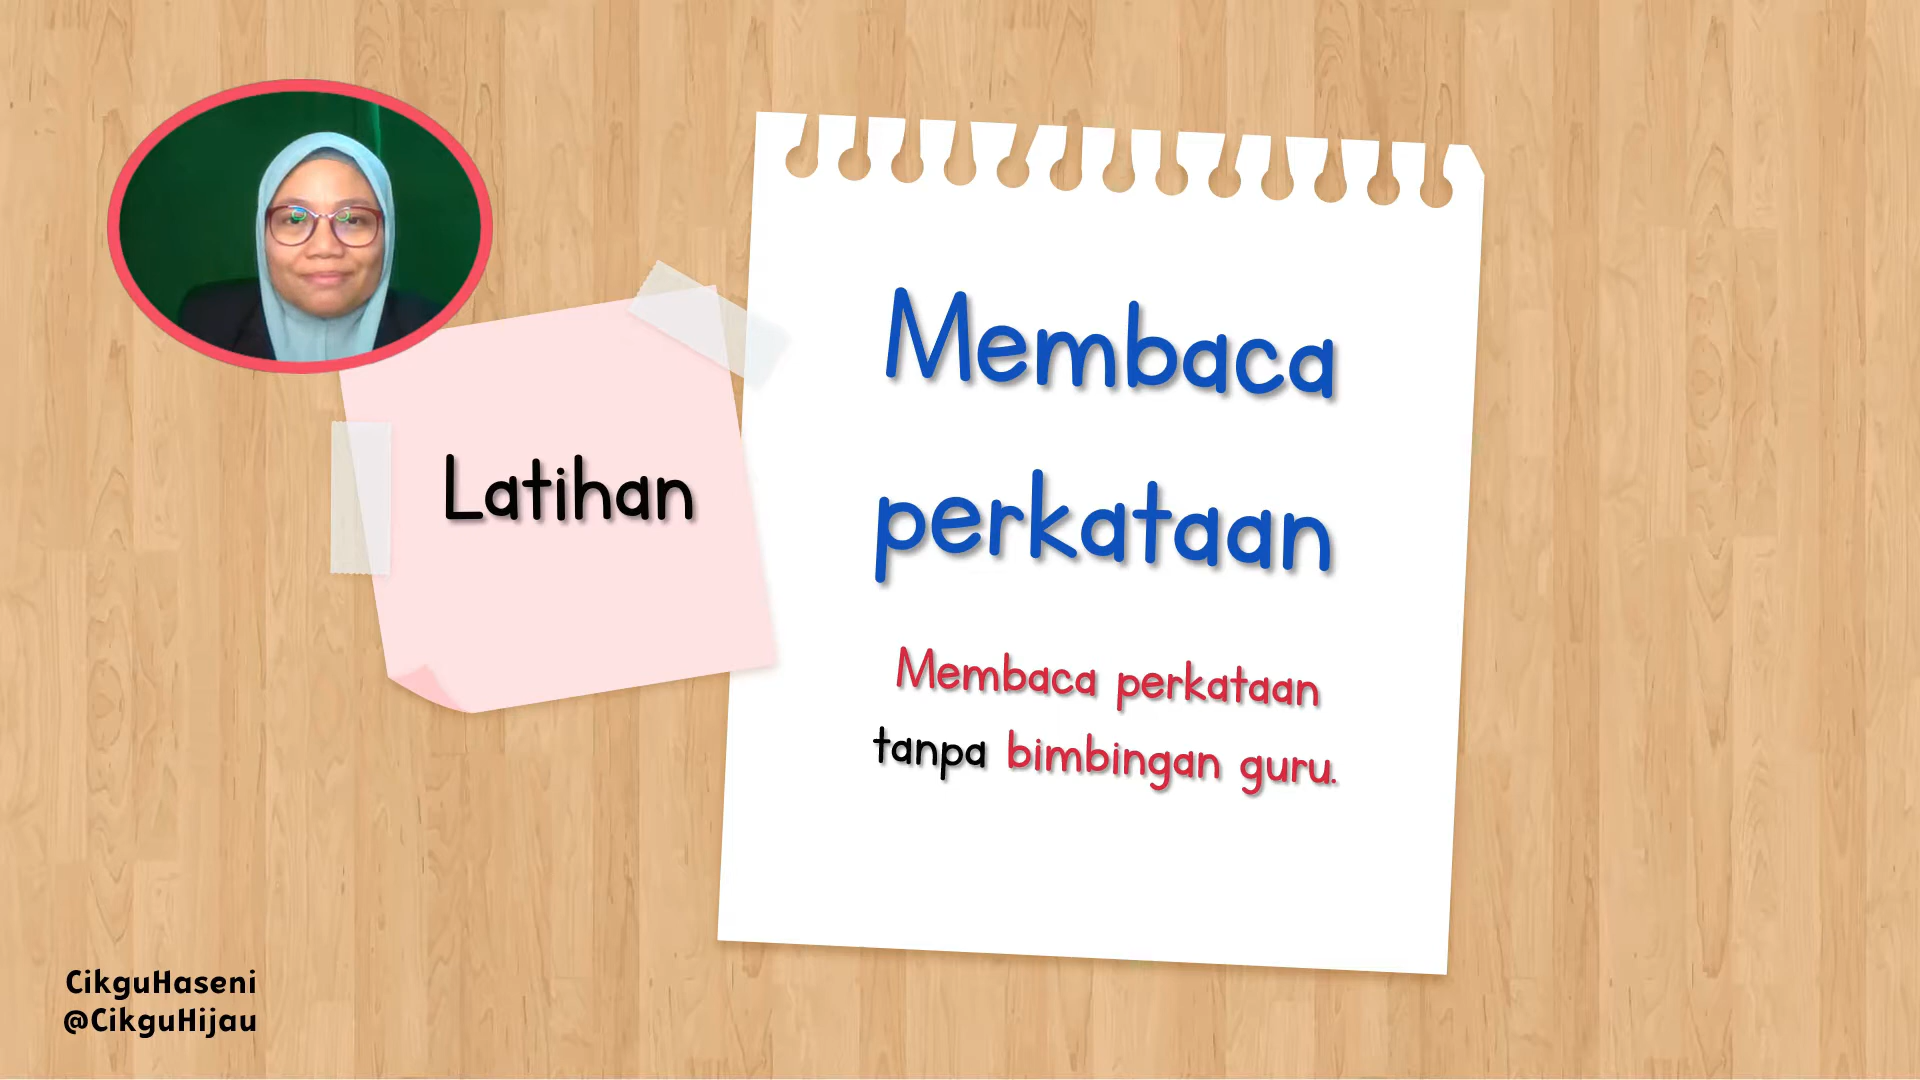 Latihan
Membaca
perkataan
Membaca perkataan
tanpa bimbingan guru.
CikguHaseni
@CikguHijau